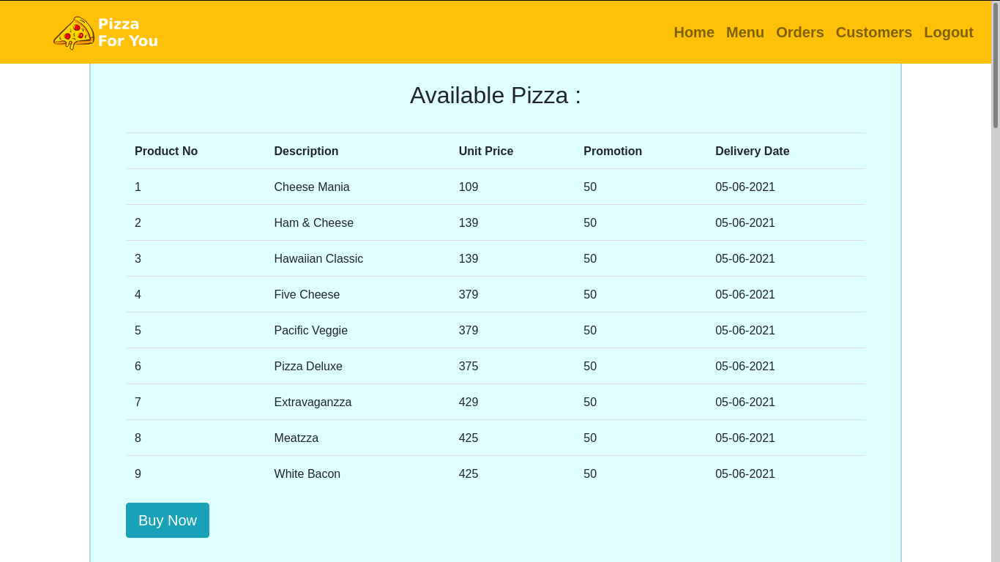 Pizza
For You
Home Menu Orders Customers Logout
Available Pizza :
Product No Description Unit Price Promotion Delivery Date
1 Cheese Mania 109 50 05-06-2021
2 Ham & Cheese 139 50 05-06-2021
3 Hawaiian Classic 139 50 05-06-2021
4 Five Cheese 379 50 05-06-2021
5 Pacific Veggie 379 50 05-06-2021
6 Pizza Deluxe 375 50 05-06-2021
7 Extravaganzza 429 50 05-06-2021
8 Meatzza 425 50 05-06-2021
9 White Bacon 425 50 05-06-2021
Buy Now